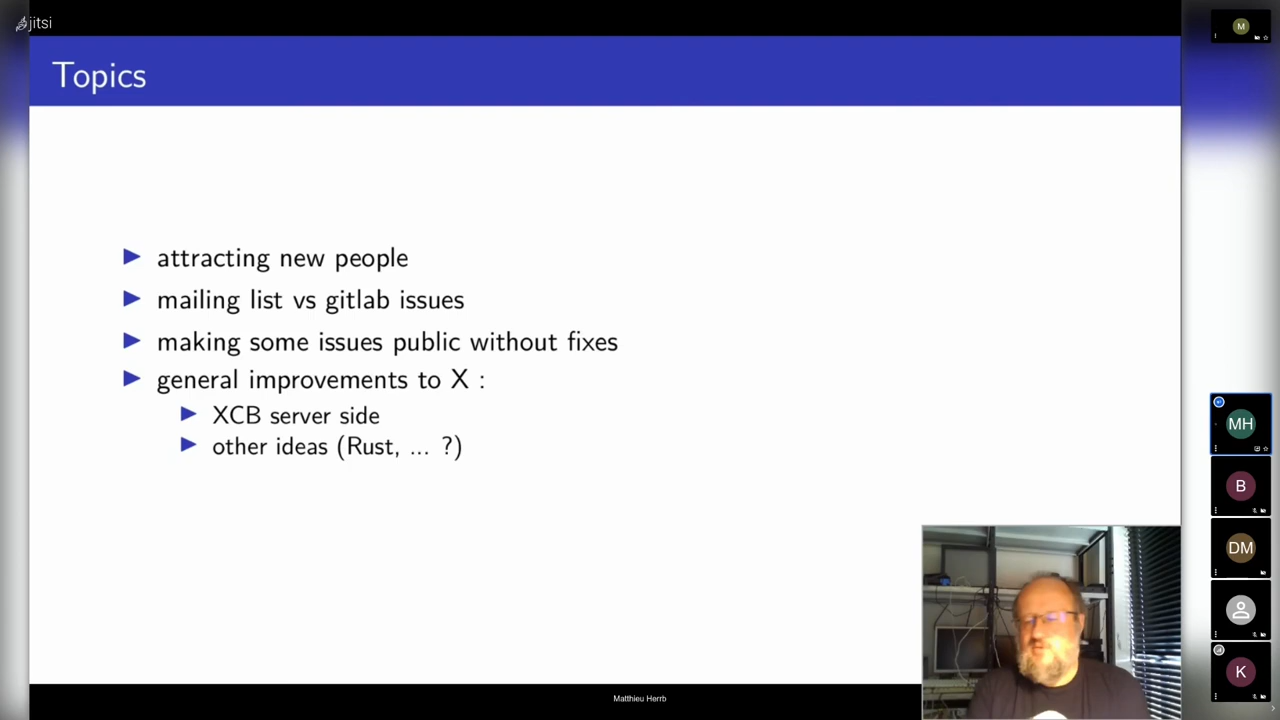 jitsi
M
Topics
attracting new people
mailing list vs gitlab issues
making some issues public without fixes
general improvements to X :
XCB server side
other ideas (Rust, ... ?)
MH
B
DM
K
Matthieu Herrb